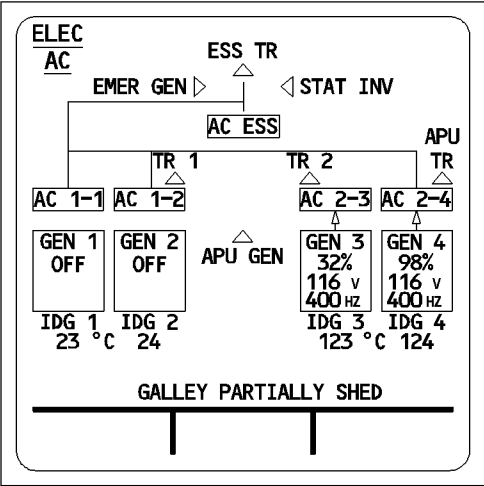 ELEC
AC
ESS TR
EMER GEN STAT INV
AC ESS
APU
TR 1 TR 2 TR
AC 1-1 AC 1-2 AC 2-3 AC 2-4
GEN 1 GEN 2 GEN 3 GEN 4
OFF OFF APU GEN 32% 98%
116 V 116 V
400 HZ 400 HZ
IDG 1 IDG 2 IDG 3 IDG 4
23 °C 24 123 °C 124
GALLEY PARTIALLY SHED